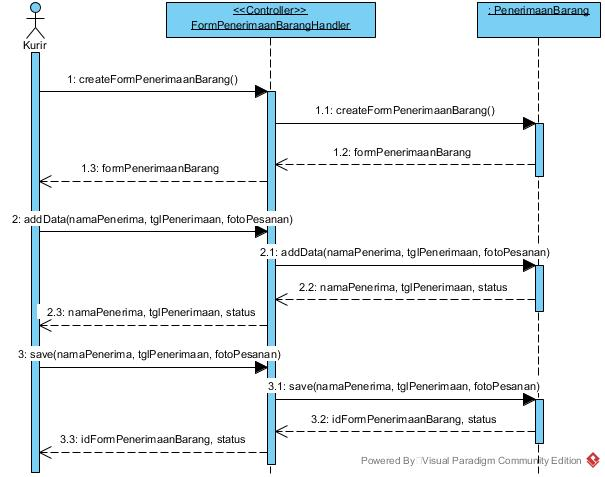 <<Controller>>
FormPenerimaanBarangHandler
: PenerimaanBarang
Kurir
1: createFormPenerimaanBarang()
1.1: createFormPenerimaanBarang()
1.2: formPenerimaanBarang
1.3: formPenerimaanBarang
2: addData(namaPenerima, tglPenerimaan, fotoPesanan)
2.1: addData(namaPenerima, tglPenerimaan, fotoPesanan)
2.2: namaPenerima, tglPenerimaan, status
2.3: namaPenerima, tglPenerimaan, status
3: save(namaPenerima, tglPenerimaan, fotoPesanan)
3.1: save(namaPenerima, tglPenerimaan, fotoPesanan)
3.2: idFormPenerimaanBarang, status
3.3: idFormPenerimaanBarang, status
Powered By Visual Paradigm Community Edition